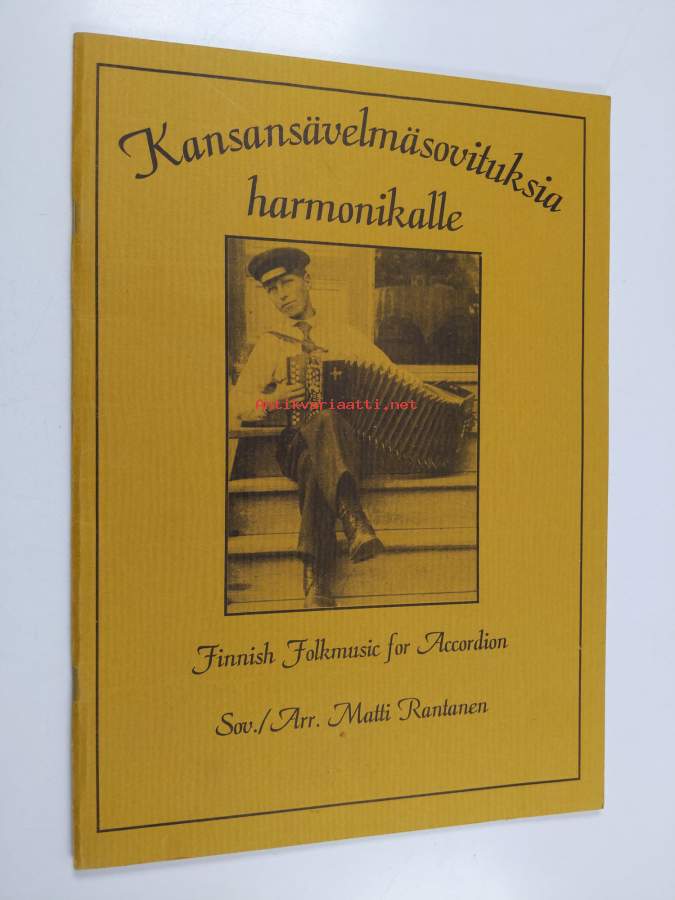 Kansansävelmäsovituksia
harmonikalle
Antikvariaatti.net
Finnish Folkmusic for Accordion
Sov./Arr. Matti Rantanen